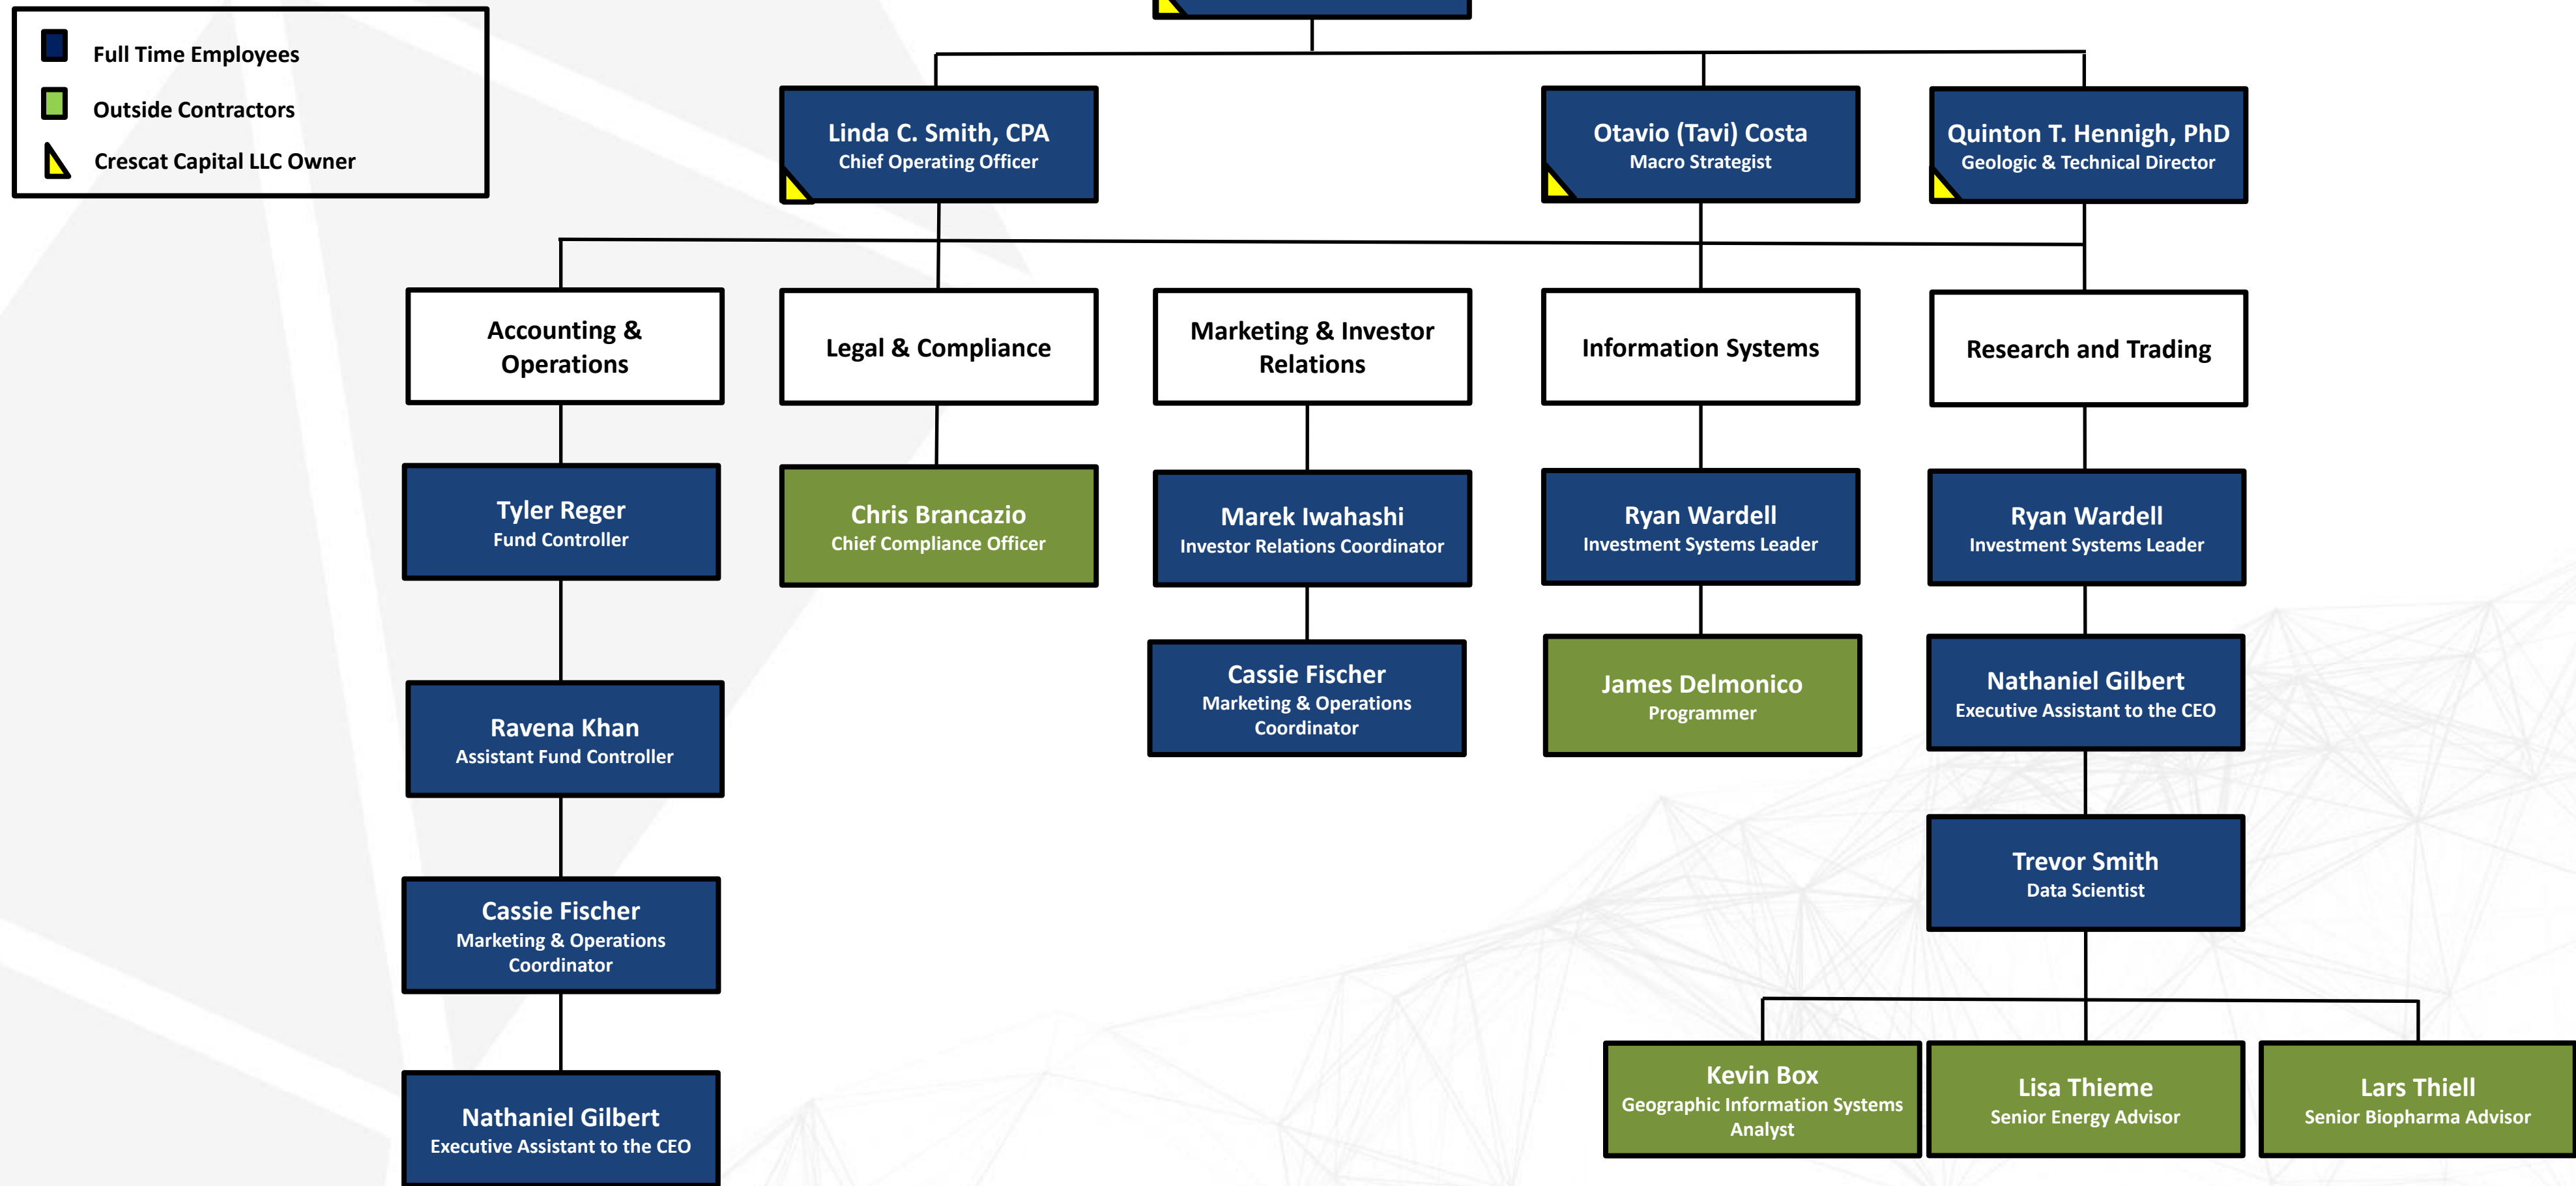 Full Time Employees
Outside Contractors
Crescat Capital LLC Owner
Linda C. Smith, CPA
Chief Operating Officer
Otavio (Tavi) Costa
Macro Strategist
Quinton T. Hennigh, PhD
Geologic & Technical Director
Accounting &
Operations
Legal & Compliance
Marketing & Investor
Relations
Information Systems
Research and Trading
Tyler Reger
Fund Controller
Chris Brancazio
Chief Compliance Officer
Marek Iwahashi
Investor Relations Coordinator
Ryan Wardell
Investment Systems Leader
Ryan Wardell
Investment Systems Leader
Ravena Khan
Assistant Fund Controller
Cassie Fischer
Marketing & Operations
Coordinator
James Delmonico
Programmer
Nathaniel Gilbert
Executive Assistant to the CEO
Cassie Fischer
Marketing & Operations
Coordinator
Trevor Smith
Data Scientist
Nathaniel Gilbert
Executive Assistant to the CEO
Kevin Box
Geographic Information Systems
Analyst
Lisa Thieme
Senior Energy Advisor
Lars Thiell
Senior Biopharma Advisor